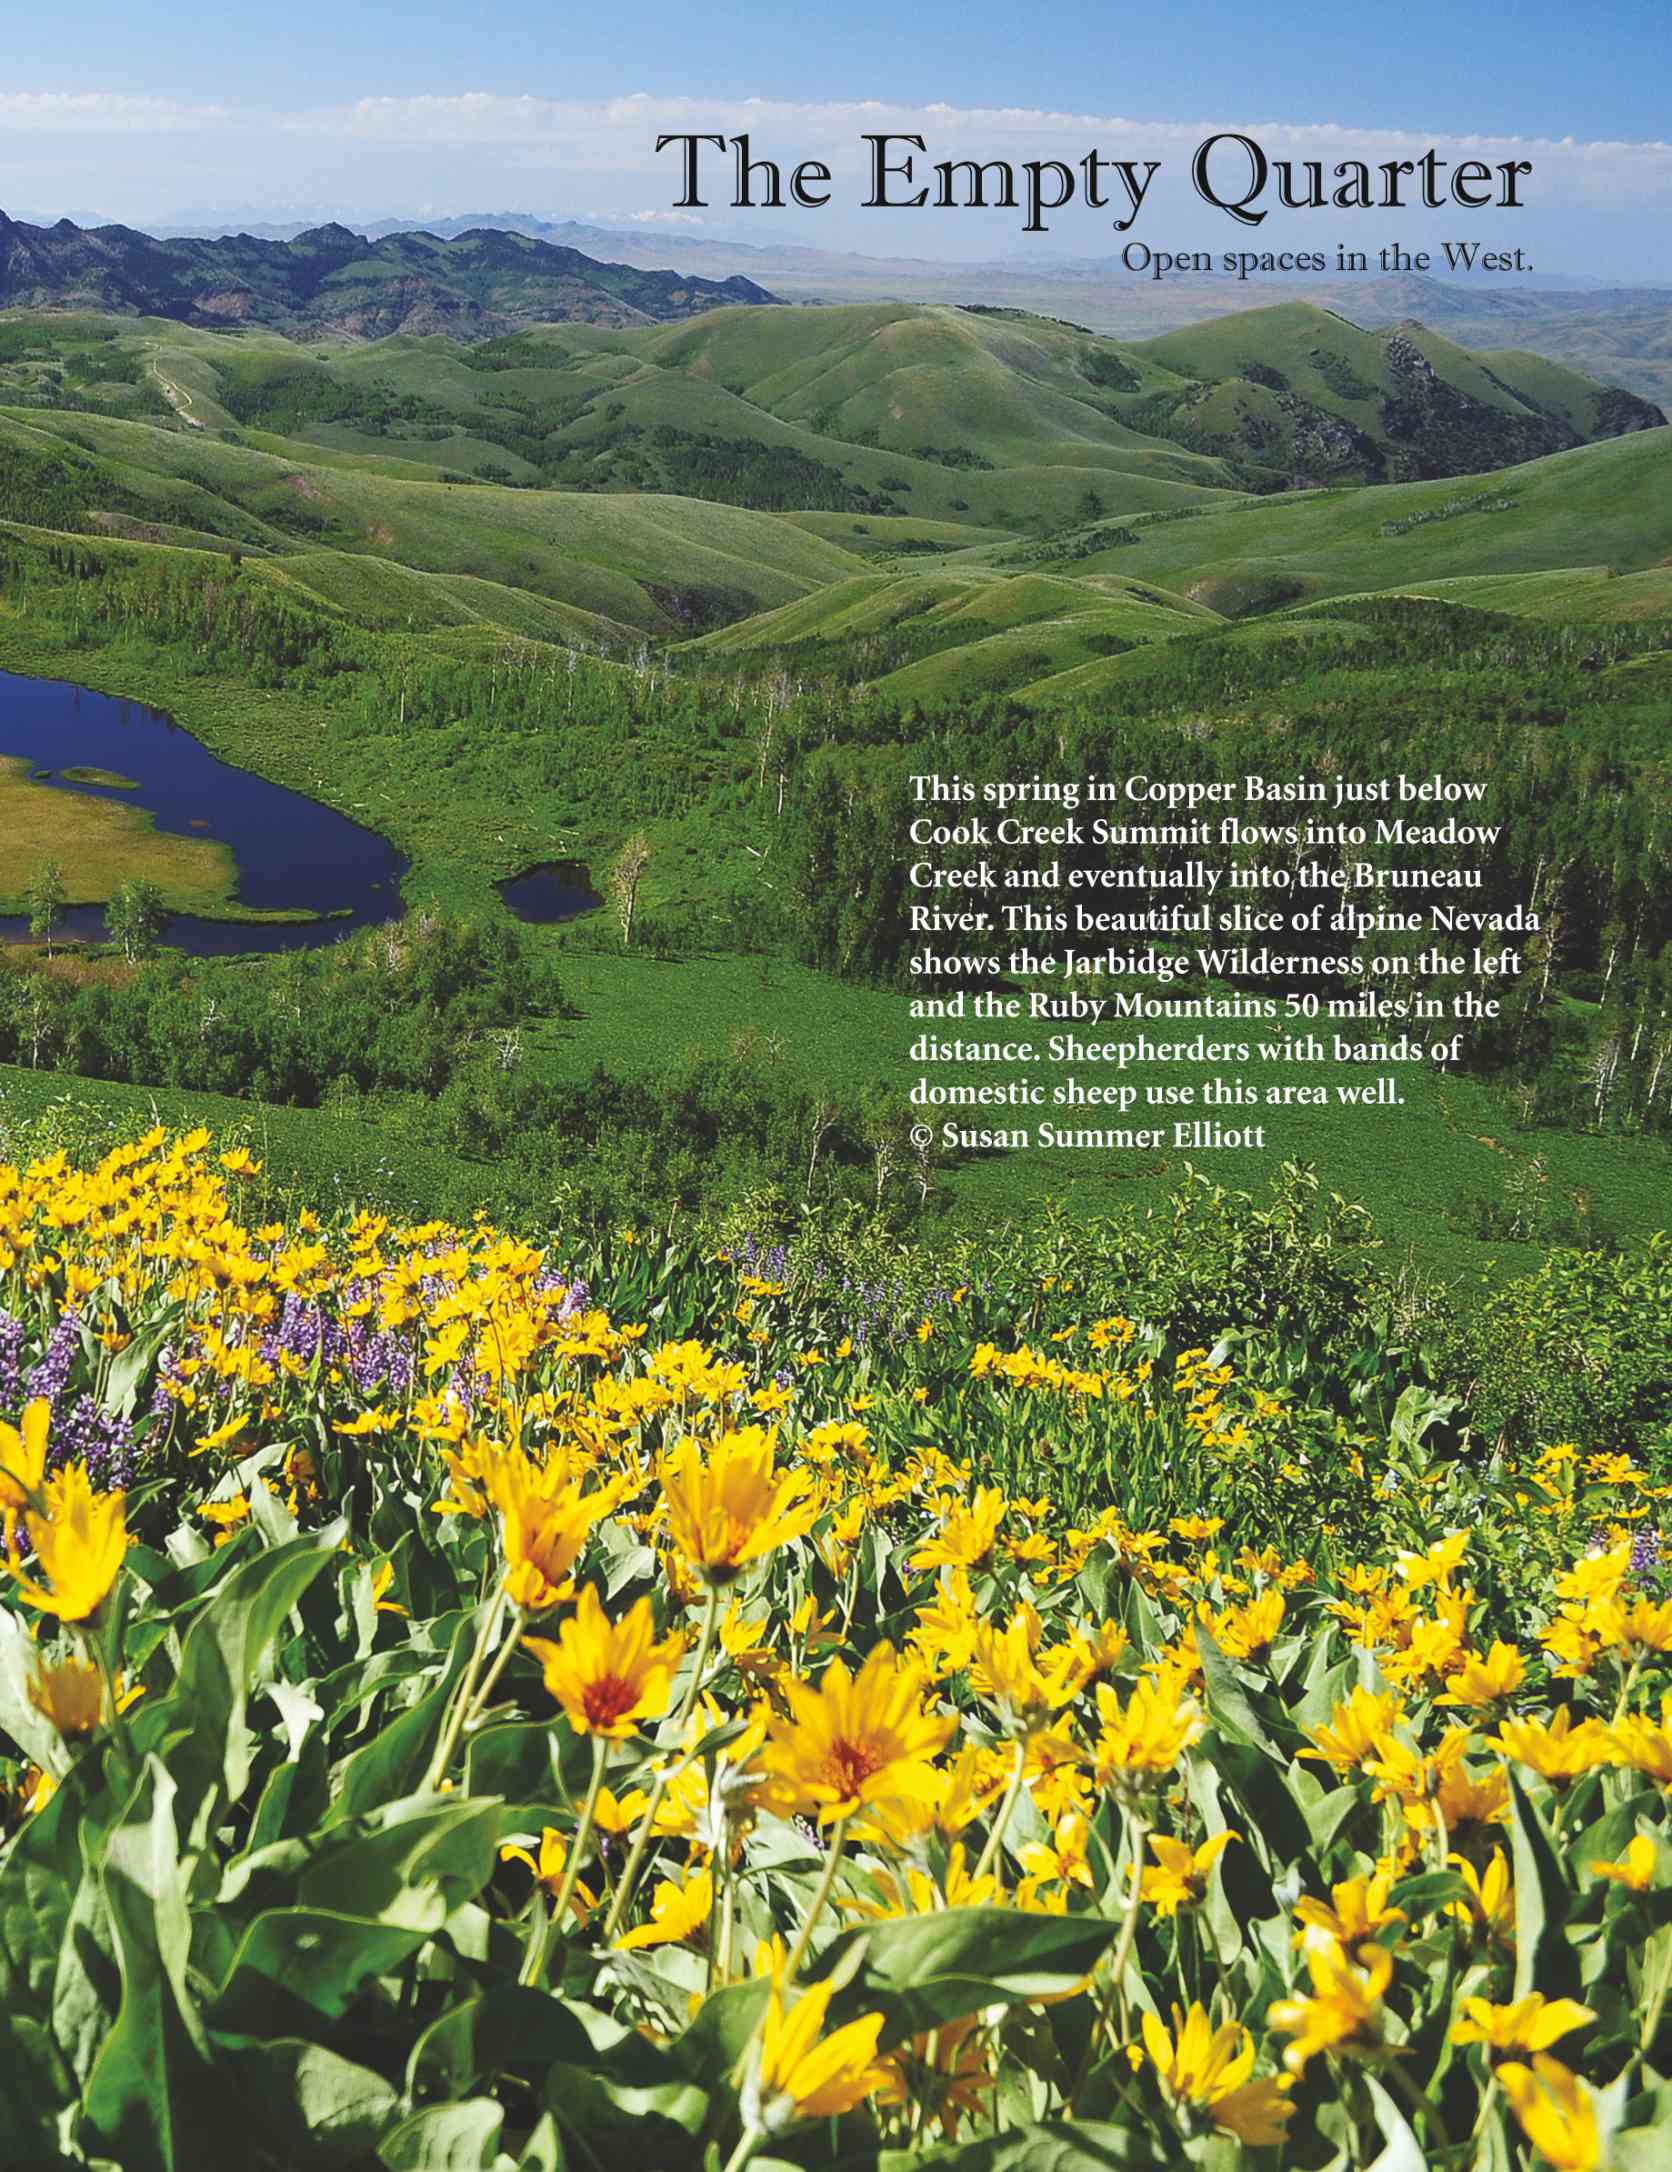 The Empty Quarter
Open spaces in the West.
This spring in Copper Basin just below
Cook Creek Summit flows into Meadow
Creek and eventually into the Bruneau
River. This beautiful slice of alpine Nevada
shows the Jarbidge Wilderness on the left
and the Ruby Mountains 50 miles in the
distance. Sheepherders with bands of
domestic sheep use this area well.
© Susan Summer Elliott